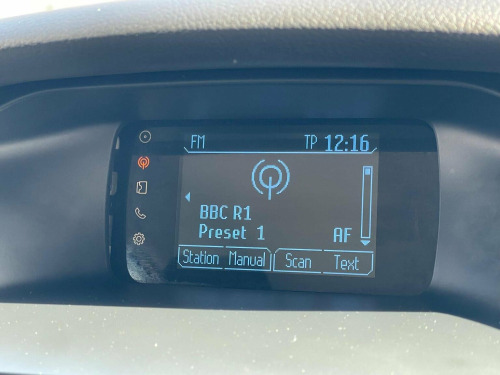 FM TP 12:16
BBC R1
Preset 1 AF
Station Manual Scan Text